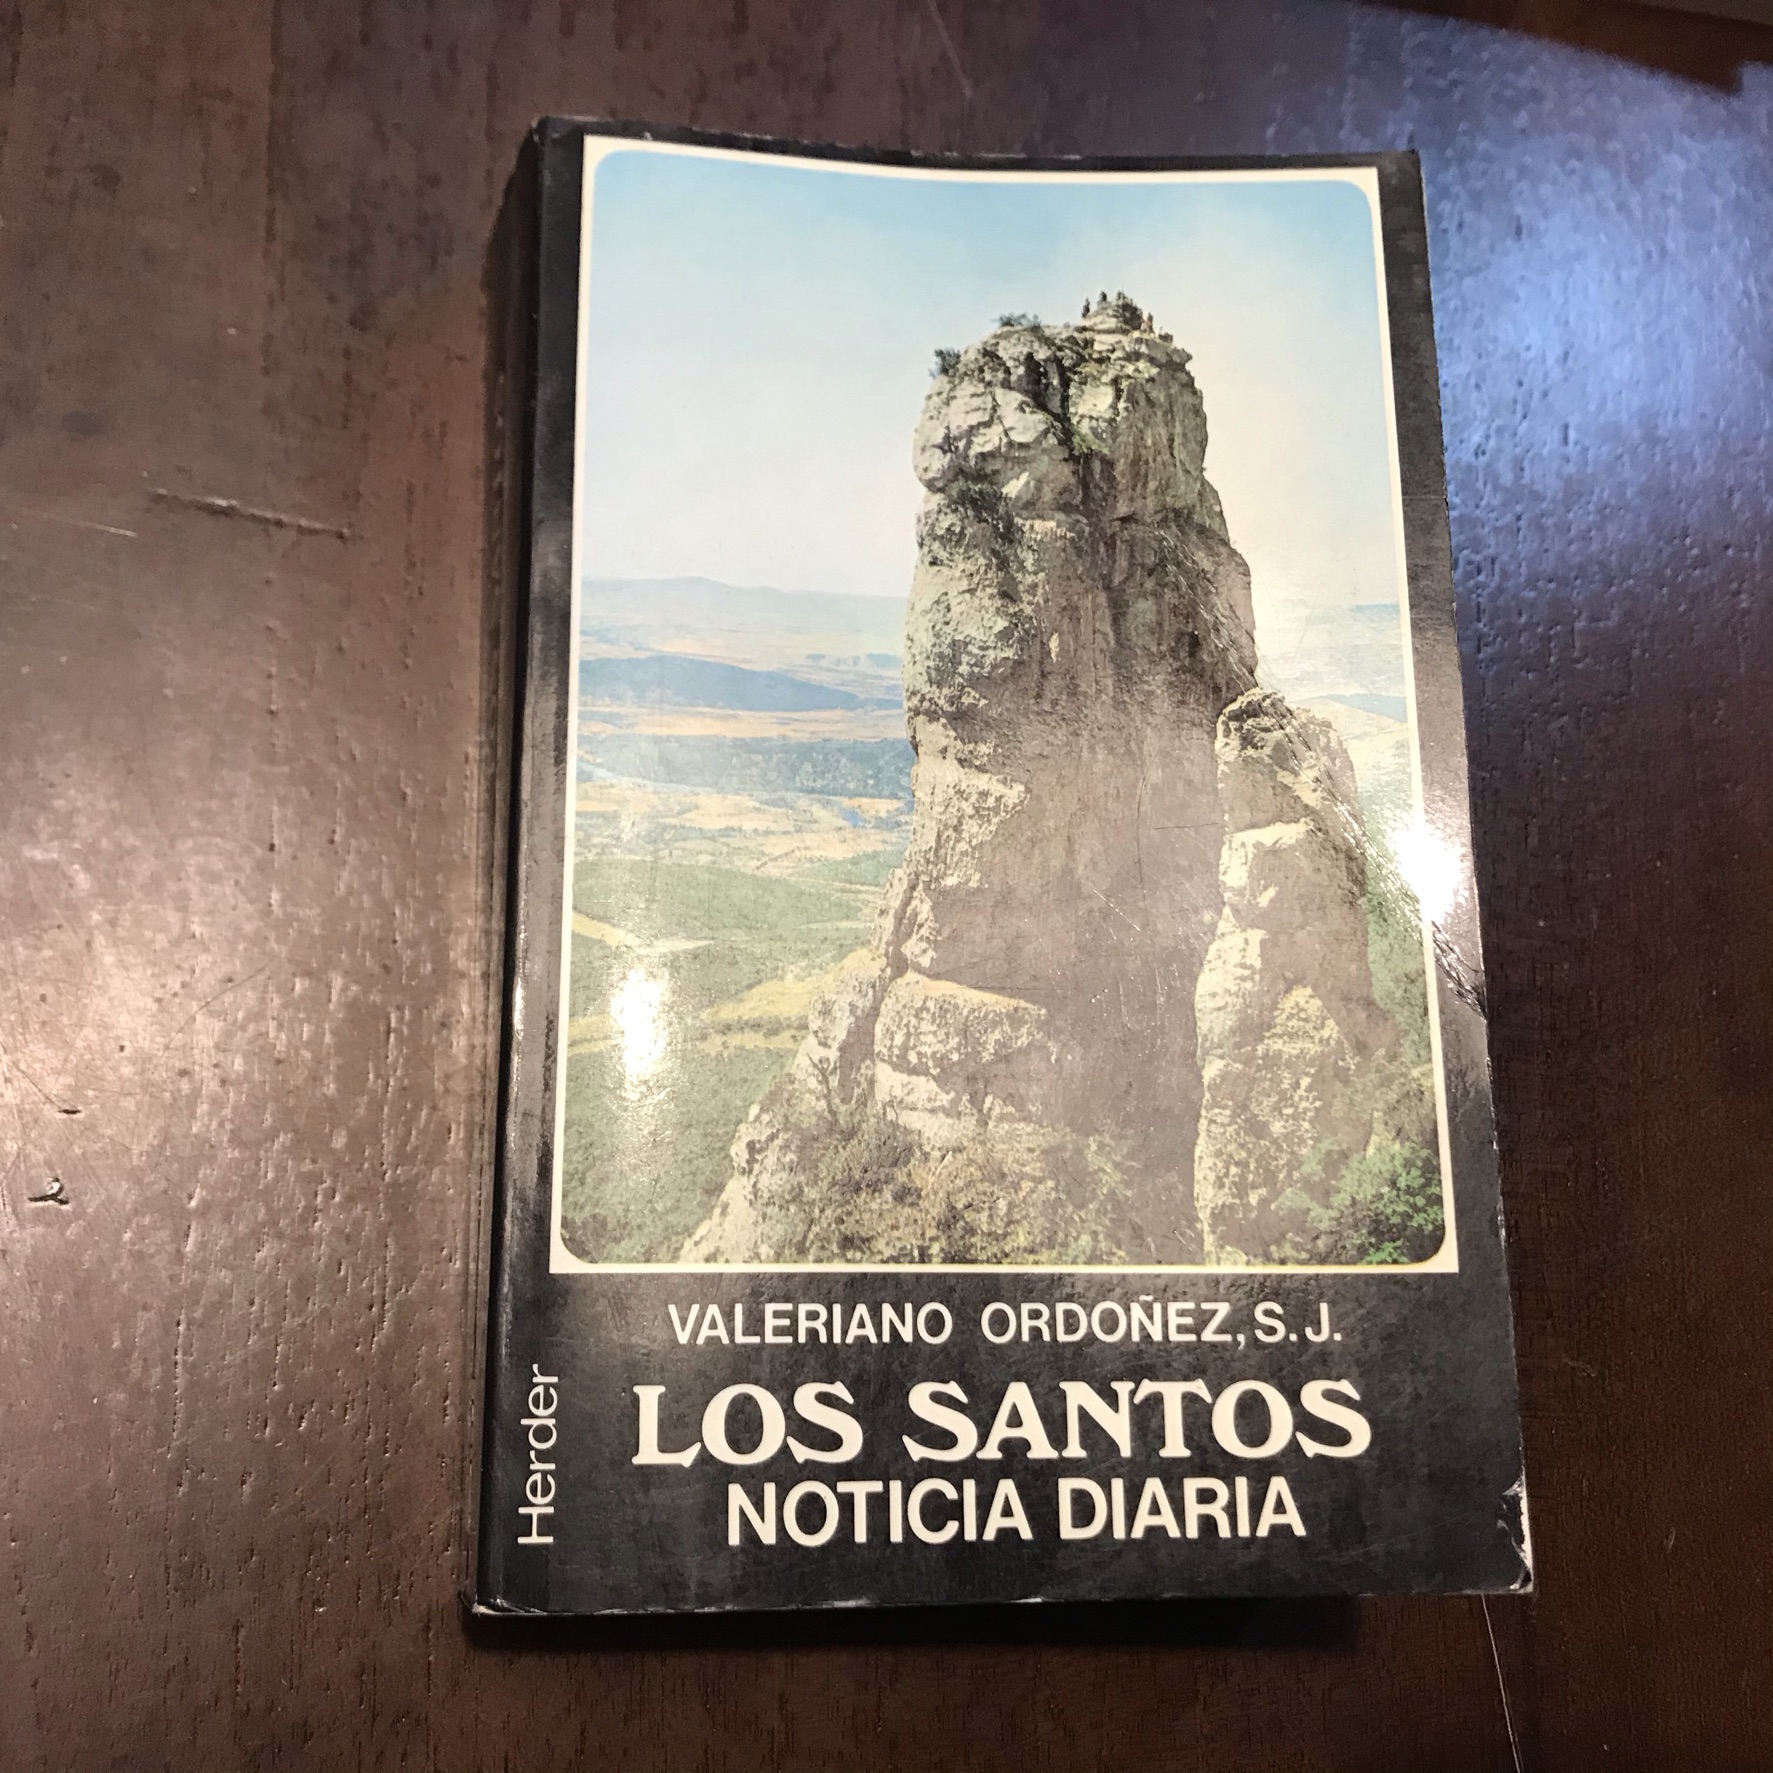 VALERIANO ORDOÑEZ, S.J.
LOS SANTOS
NOTICIA DIARIA
Herder